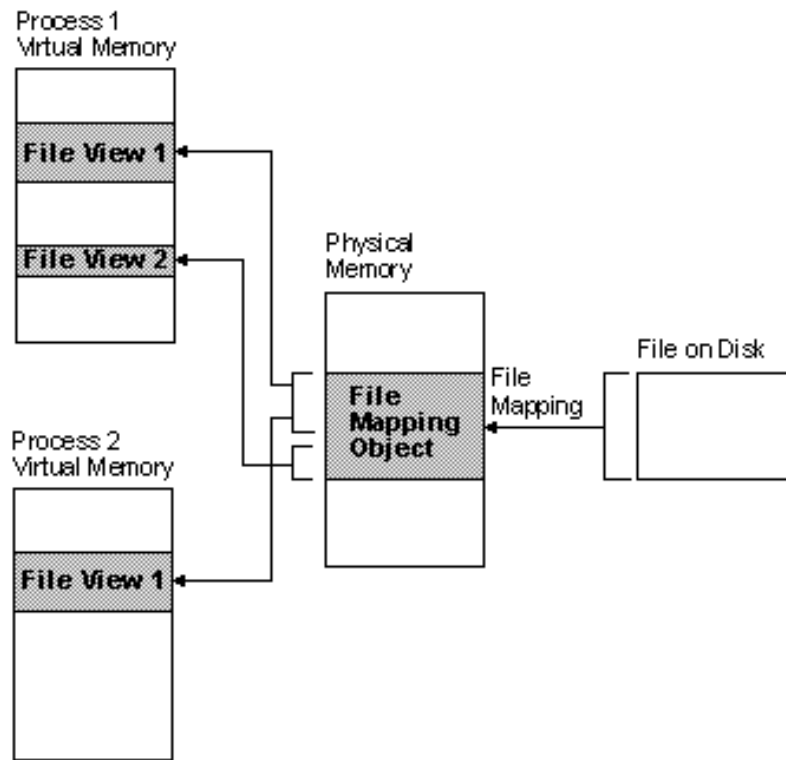 Process 1
Virtual Memory
File View 1
File View 2
Physical
Memory
File
Mapping
Object
File
Mapping
File on Disk
Process 2
Virtual Memory
File View 1